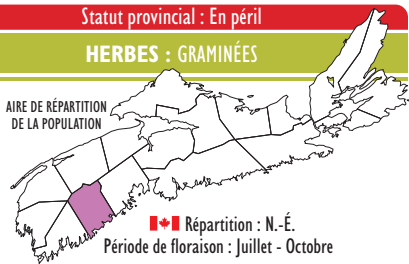 Statut provincial : En péril
HERBES : GRAMINÉES
AIRE DE RÉPARTITION
DE LA POPULATION
Répartition : N.-É.
Période de floraison : Juillet - Octobre